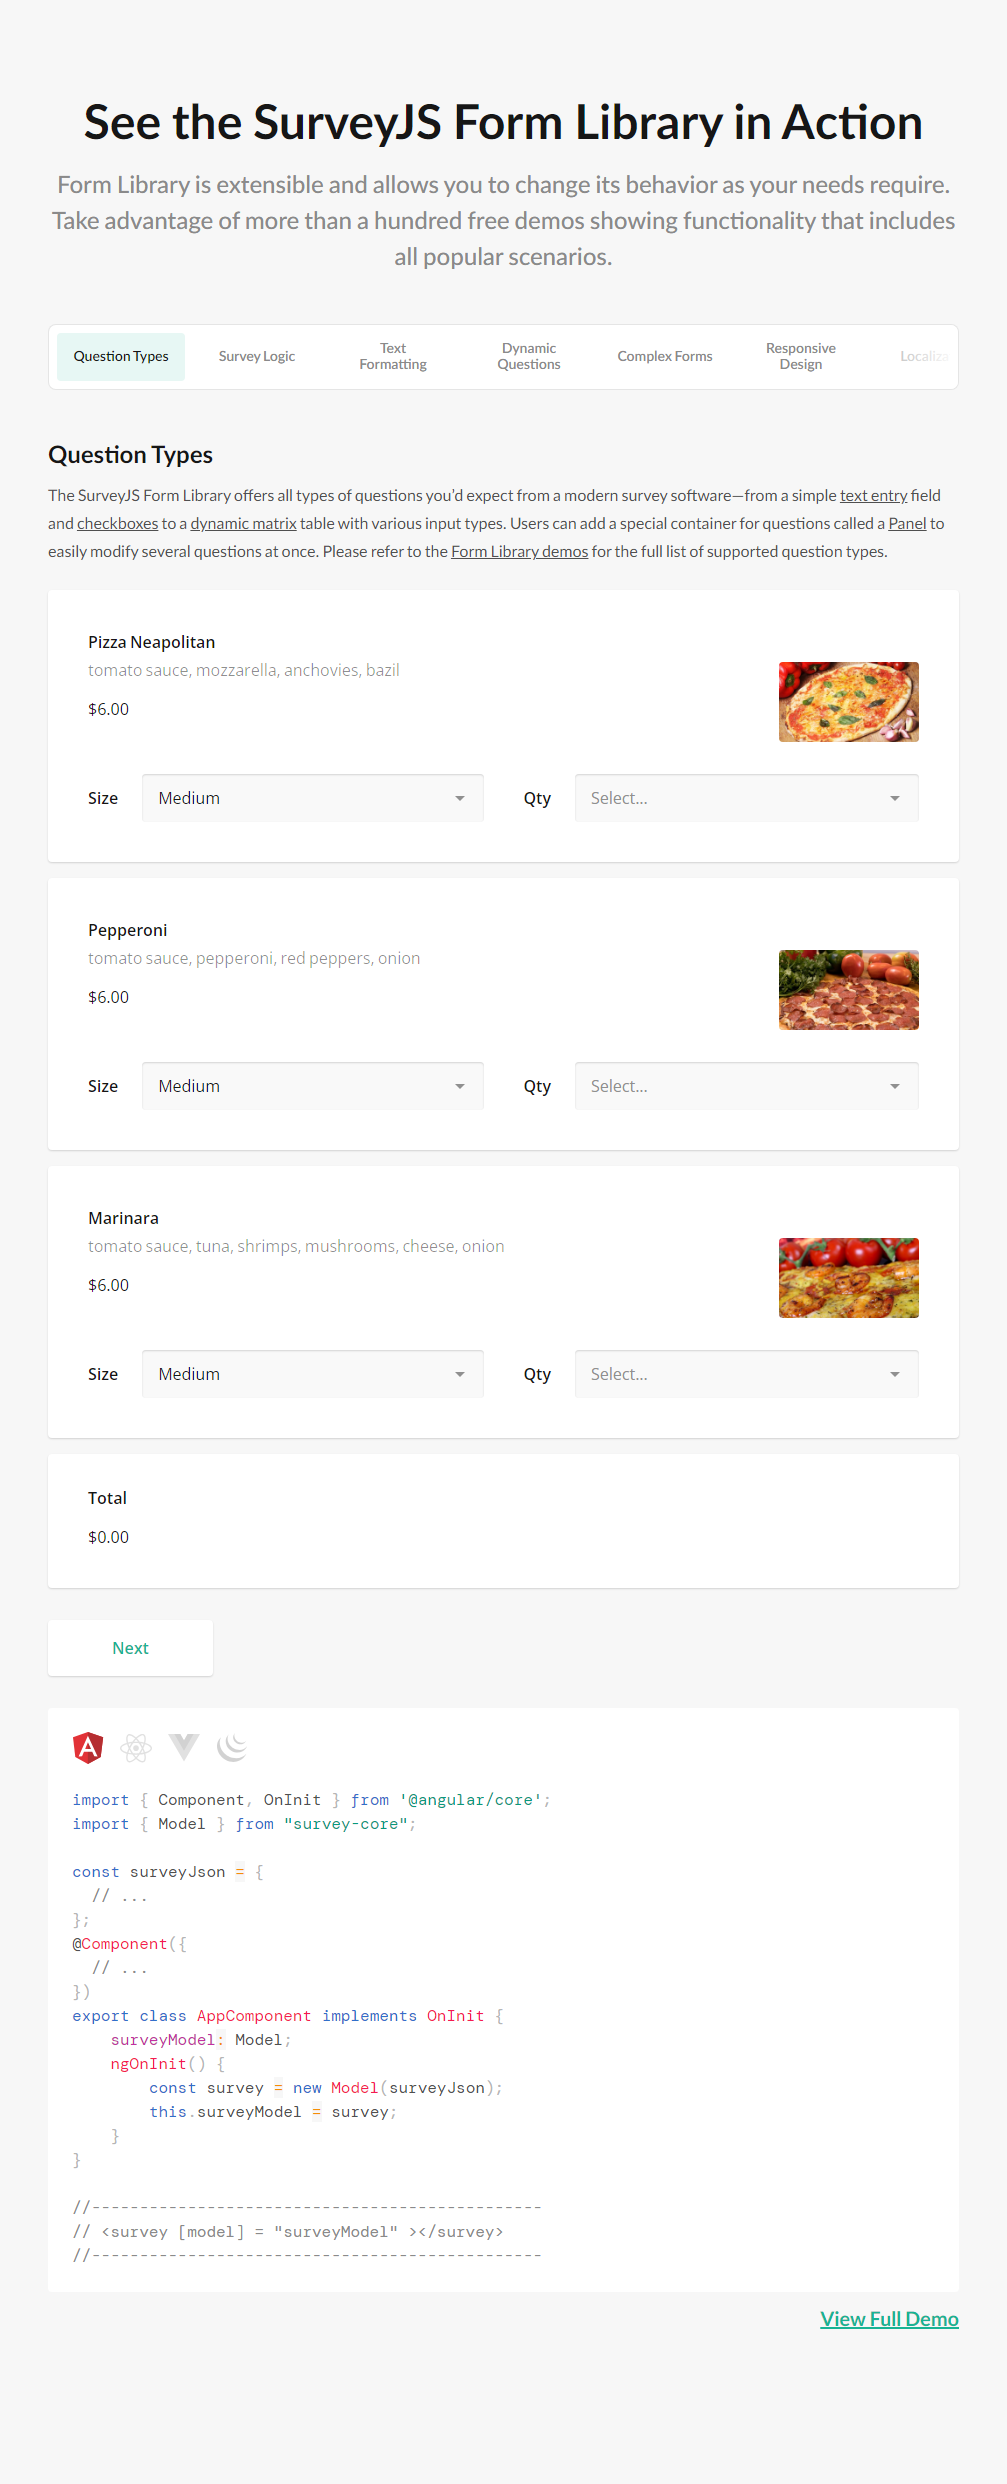 See the SurveyJS Form Library in Action
Form Library is extensible and allows you to change its behavior as your needs require.
Take advantage of more than a hundred free demos showing functionality that includes
all popular scenarios.
Question Types
Survey Logic
Text
Formatting
Dynamic
Questions
Complex Forms
Responsive
Design
Localiza
Question Types
The SurveyJS Form Library offers all types of questions you’d expect from a modern survey software—from a simple text entry field
and checkboxes to a dynamic matrix table with various input types. Users can add a special container for questions called a Panel to
easily modify several questions at once. Please refer to the Form Library demos for the full list of supported question types.
Pizza Neapolitan
tomato sauce, mozzarella, anchovies, bazil
$6.00
Size Medium Qty Select...
Pepperoni
tomato sauce, pepperoni, red peppers, onion
$6.00
Size Medium Qty Select...
Marinara
tomato sauce, tuna, shrimps, mushrooms, cheese, onion
$6.00
Size Medium Qty Select...
Total
$0.00
Next
import { Component, OnInit } from '@angular/core';
import { Model } from "survey-core";
const surveyJson = {
// ...
};
@Component({
// ...
})
export class AppComponent implements OnInit {
surveyModel: Model;
ngOnInit() {
const survey = new Model(surveyJson);
this.surveyModel = survey;
}
}
//-----------------------------------------------
// <survey [model] = "surveyModel" ></survey>
//-----------------------------------------------
View Full Demo